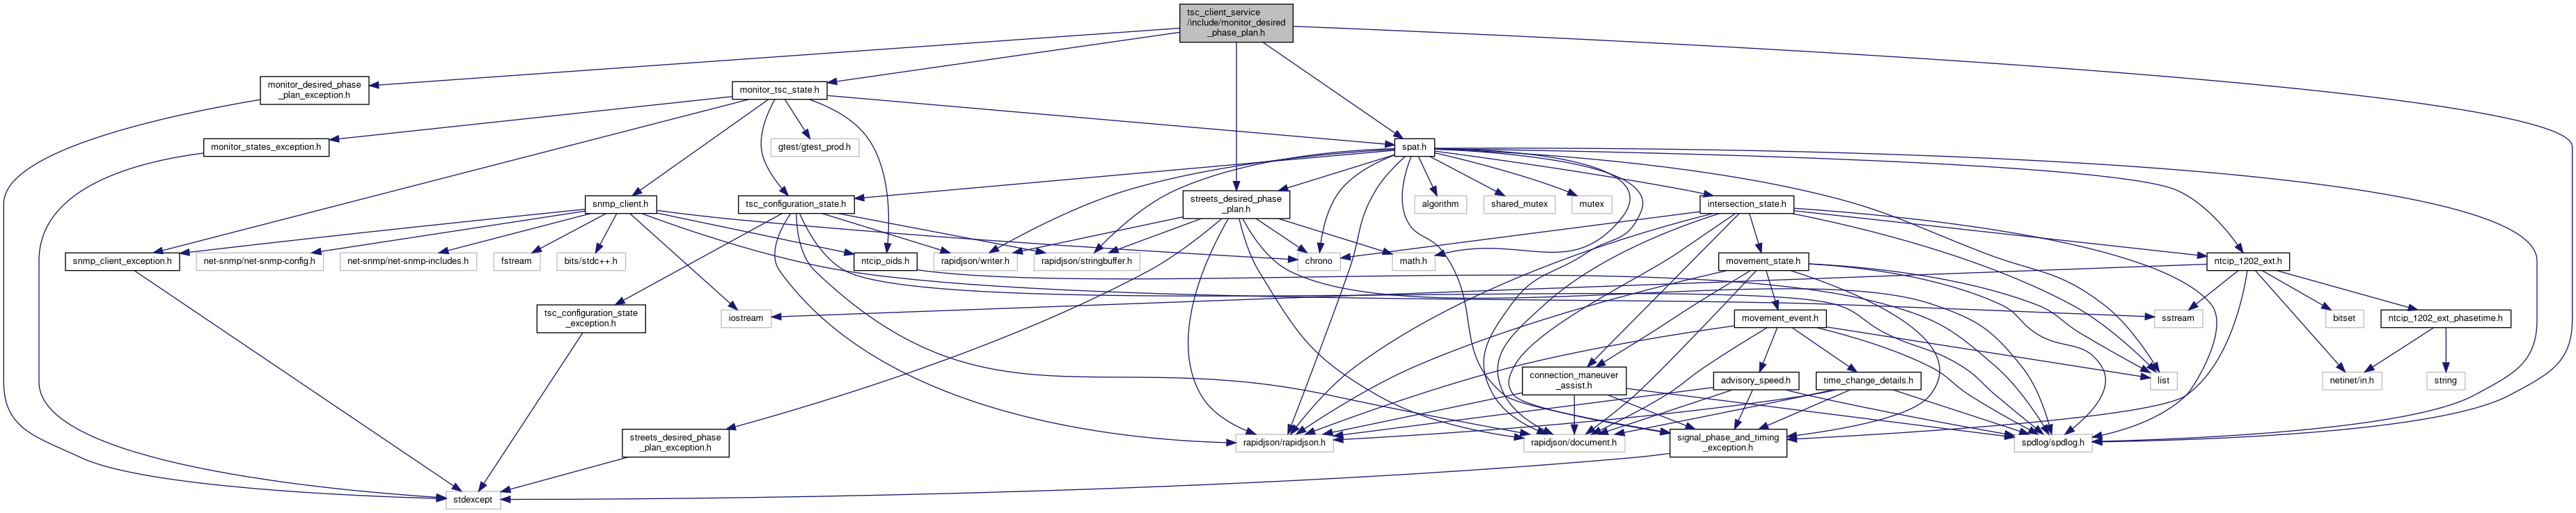 tsc_client_service
/include/monitor_desired
_phase_plan.h
monitor_desired_phase
_plan_exception.h
monitor_tsc_state.h
monitor_states_exception.h
gtest/gtest_prod.h
spat.h
snmp_client.h
tsc_configuration_state.h
streets_desired_phase
_plan.h
algorithm
shared_mutex
mutex
intersection_state.h
snmp_client_exception.h
net-snmp/net-snmp-config.h
net-snmp/net-snmp-includes.h
fstream
bits/stdc++.h
ntcip_oids.h
rapidjson/writer.h
rapidjson/stringbuffer.h
chrono
math.h
movement_state.h
ntcip_1202_ext.h
tsc_configuration_state
_exception.h
iostream
movement_event.h
sstream
bitset
ntcip_1202_ext_phasetime.h
connection_maneuver
_assist.h
advisory_speed.h
time_change_details.h
list
netinet/in.h
string
streets_desired_phase
_plan_exception.h
rapidjson/rapidjson.h
rapidjson/document.h
signal_phase_and_timing
_exception.h
spdlog/spdlog.h
stdexcept